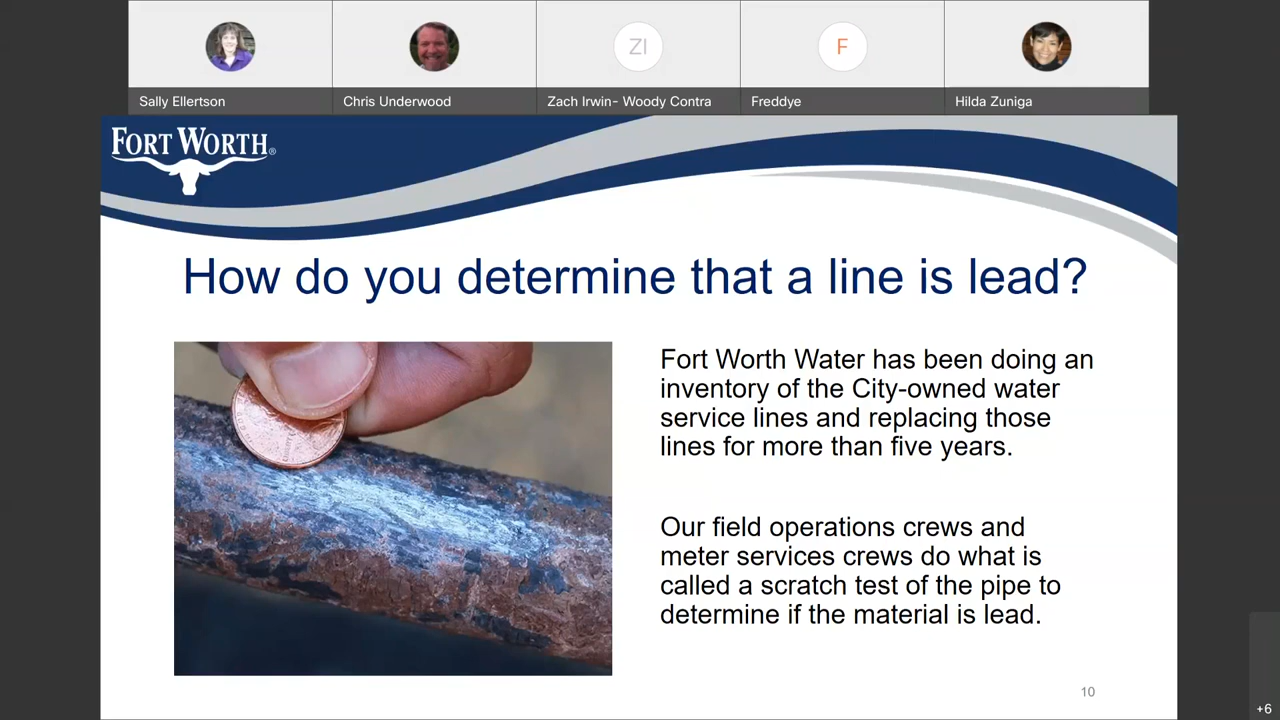 Sally Ellertson
Chris Underwood
ZI
Zach Irwin- Woody Contra
F
Freddye
Hilda Zuniga
FORT WORTH®
How do you determine that a line is lead?
Fort Worth Water has been doing an
inventory of the City-owned water
service lines and replacing those
lines for more than five years.
Our field operations crews and
meter services crews do what is
called a scratch test of the pipe to
determine if the material is lead.
10
+6